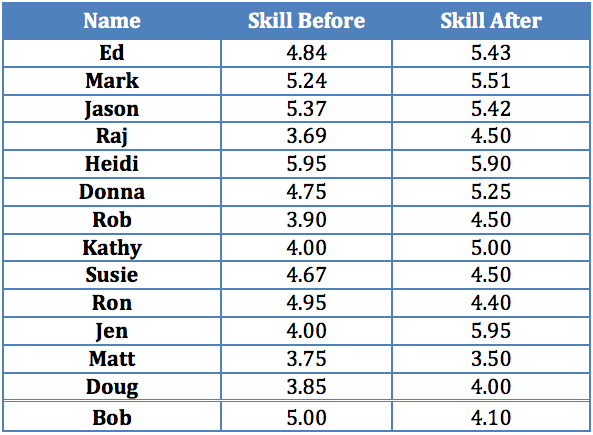 Name Skill Before Skill After
Ed 4.84 5.43
Mark 5.24 5.51
Jason 5.37 5.42
Raj 3.69 4.50
Heidi 5.95 5.90
Donna 4.75 5.25
Rob 3.90 4.50
Kathy 4.00 5.00
Susie 4.67 4.50
Ron 4.95 4.40
Jen 4.00 5.95
Matt 3.75 3.50
Doug 3.85 4.00
Bob 5.00 4.10